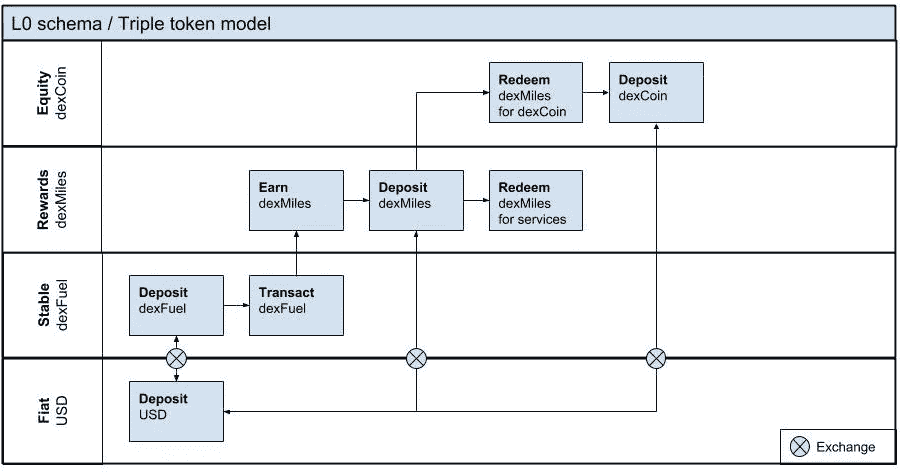 L0 schema / Triple token model
Equity
dexCoin
Redeem
dexMiles
for dexCoin
Deposit
dexCoin
Rewards
dexMiles
Earn
dexMiles
Deposit
dexMiles
Redeem
dexMiles
for services
Stable
dexFuel
Deposit
dexFuel
Transact
dexFuel
Fiat
USD
Deposit
USD
Exchange